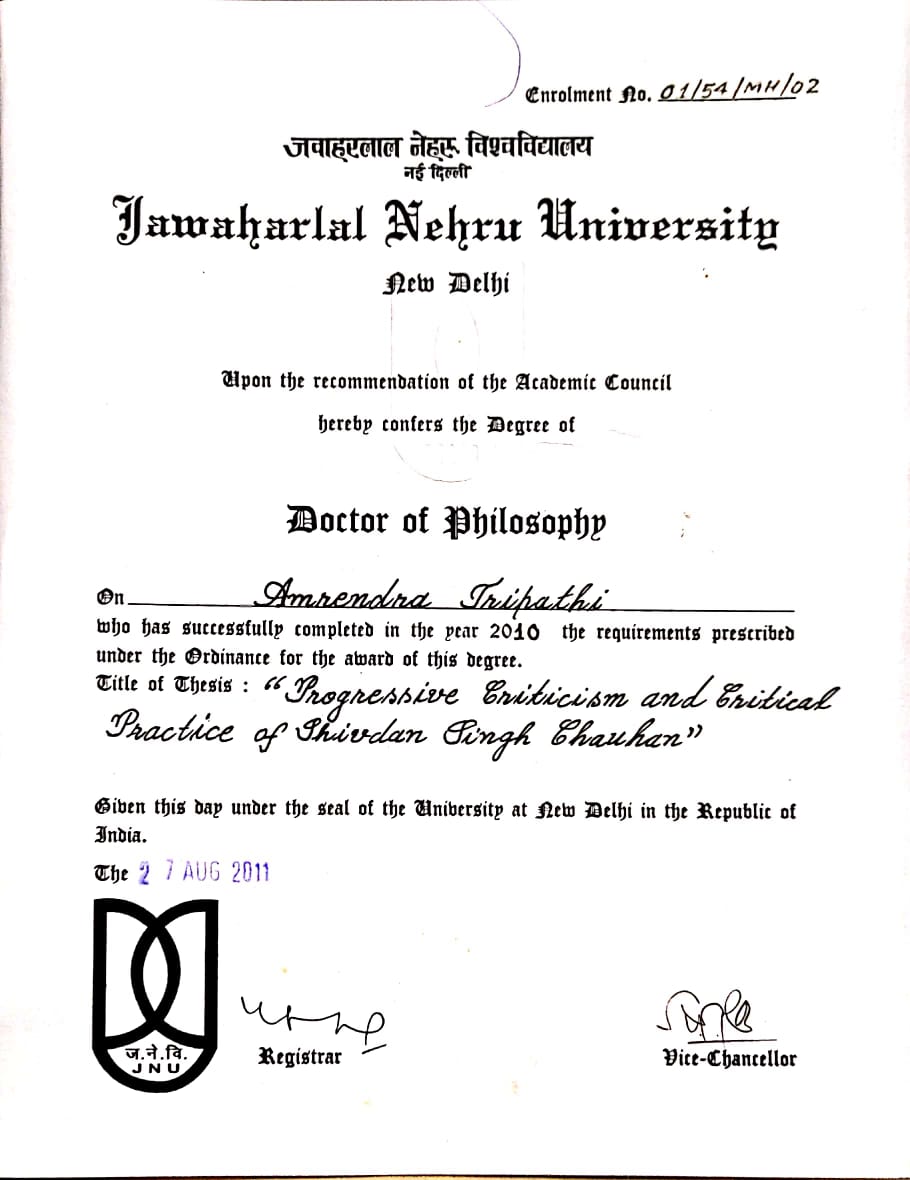 Enrolment No. 01/54/MH/02
जवाहरलाल नेहरू विश्वविद्यालय
नई दिल्ली
Jawaharlal Nehru University
New Delhi
Upon the recommendation of the Academic Council
hereby confers the Degree of
Doctor of Philosophy
On Amrendra Tripathi
who has successfully completed in the year 2010 the requirements prescribed
under the Ordinance for the award of this degree.
Title of Thesis : "Progressive Criticism and Critical
Practice of Shivdan Singh Chauhan"
Given this day under the seal of the University at New Delhi in the Republic of
India.
The 27 AUG 2011
ज.ने.वि.
JNU
Registrar
Vice-Chancellor